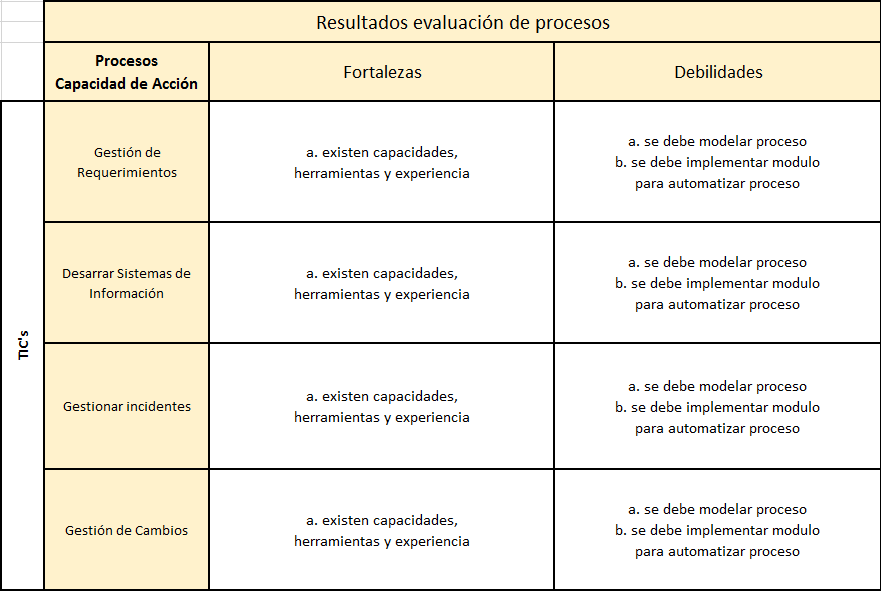 Resultados evaluación de procesos
Procesos
Capacidad de Acción
Fortalezas
Debilidades
TIC's
Gestión de
Requerimientos
a. existen capacidades,
herramientas y experiencia
a. se debe modelar proceso
b. se debe implementar modulo
para automatizar proceso
Desarrar Sistemas de
Información
a. existen capacidades,
herramientas y experiencia
a. se debe modelar proceso
b. se debe implementar modulo
para automatizar proceso
Gestionar incidentes
a. existen capacidades,
herramientas y experiencia
a. se debe modelar proceso
b. se debe implementar modulo
para automatizar proceso
Gestión de Cambios
a. existen capacidades,
herramientas y experiencia
a. se debe modelar proceso
b. se debe implementar modulo
para automatizar proceso